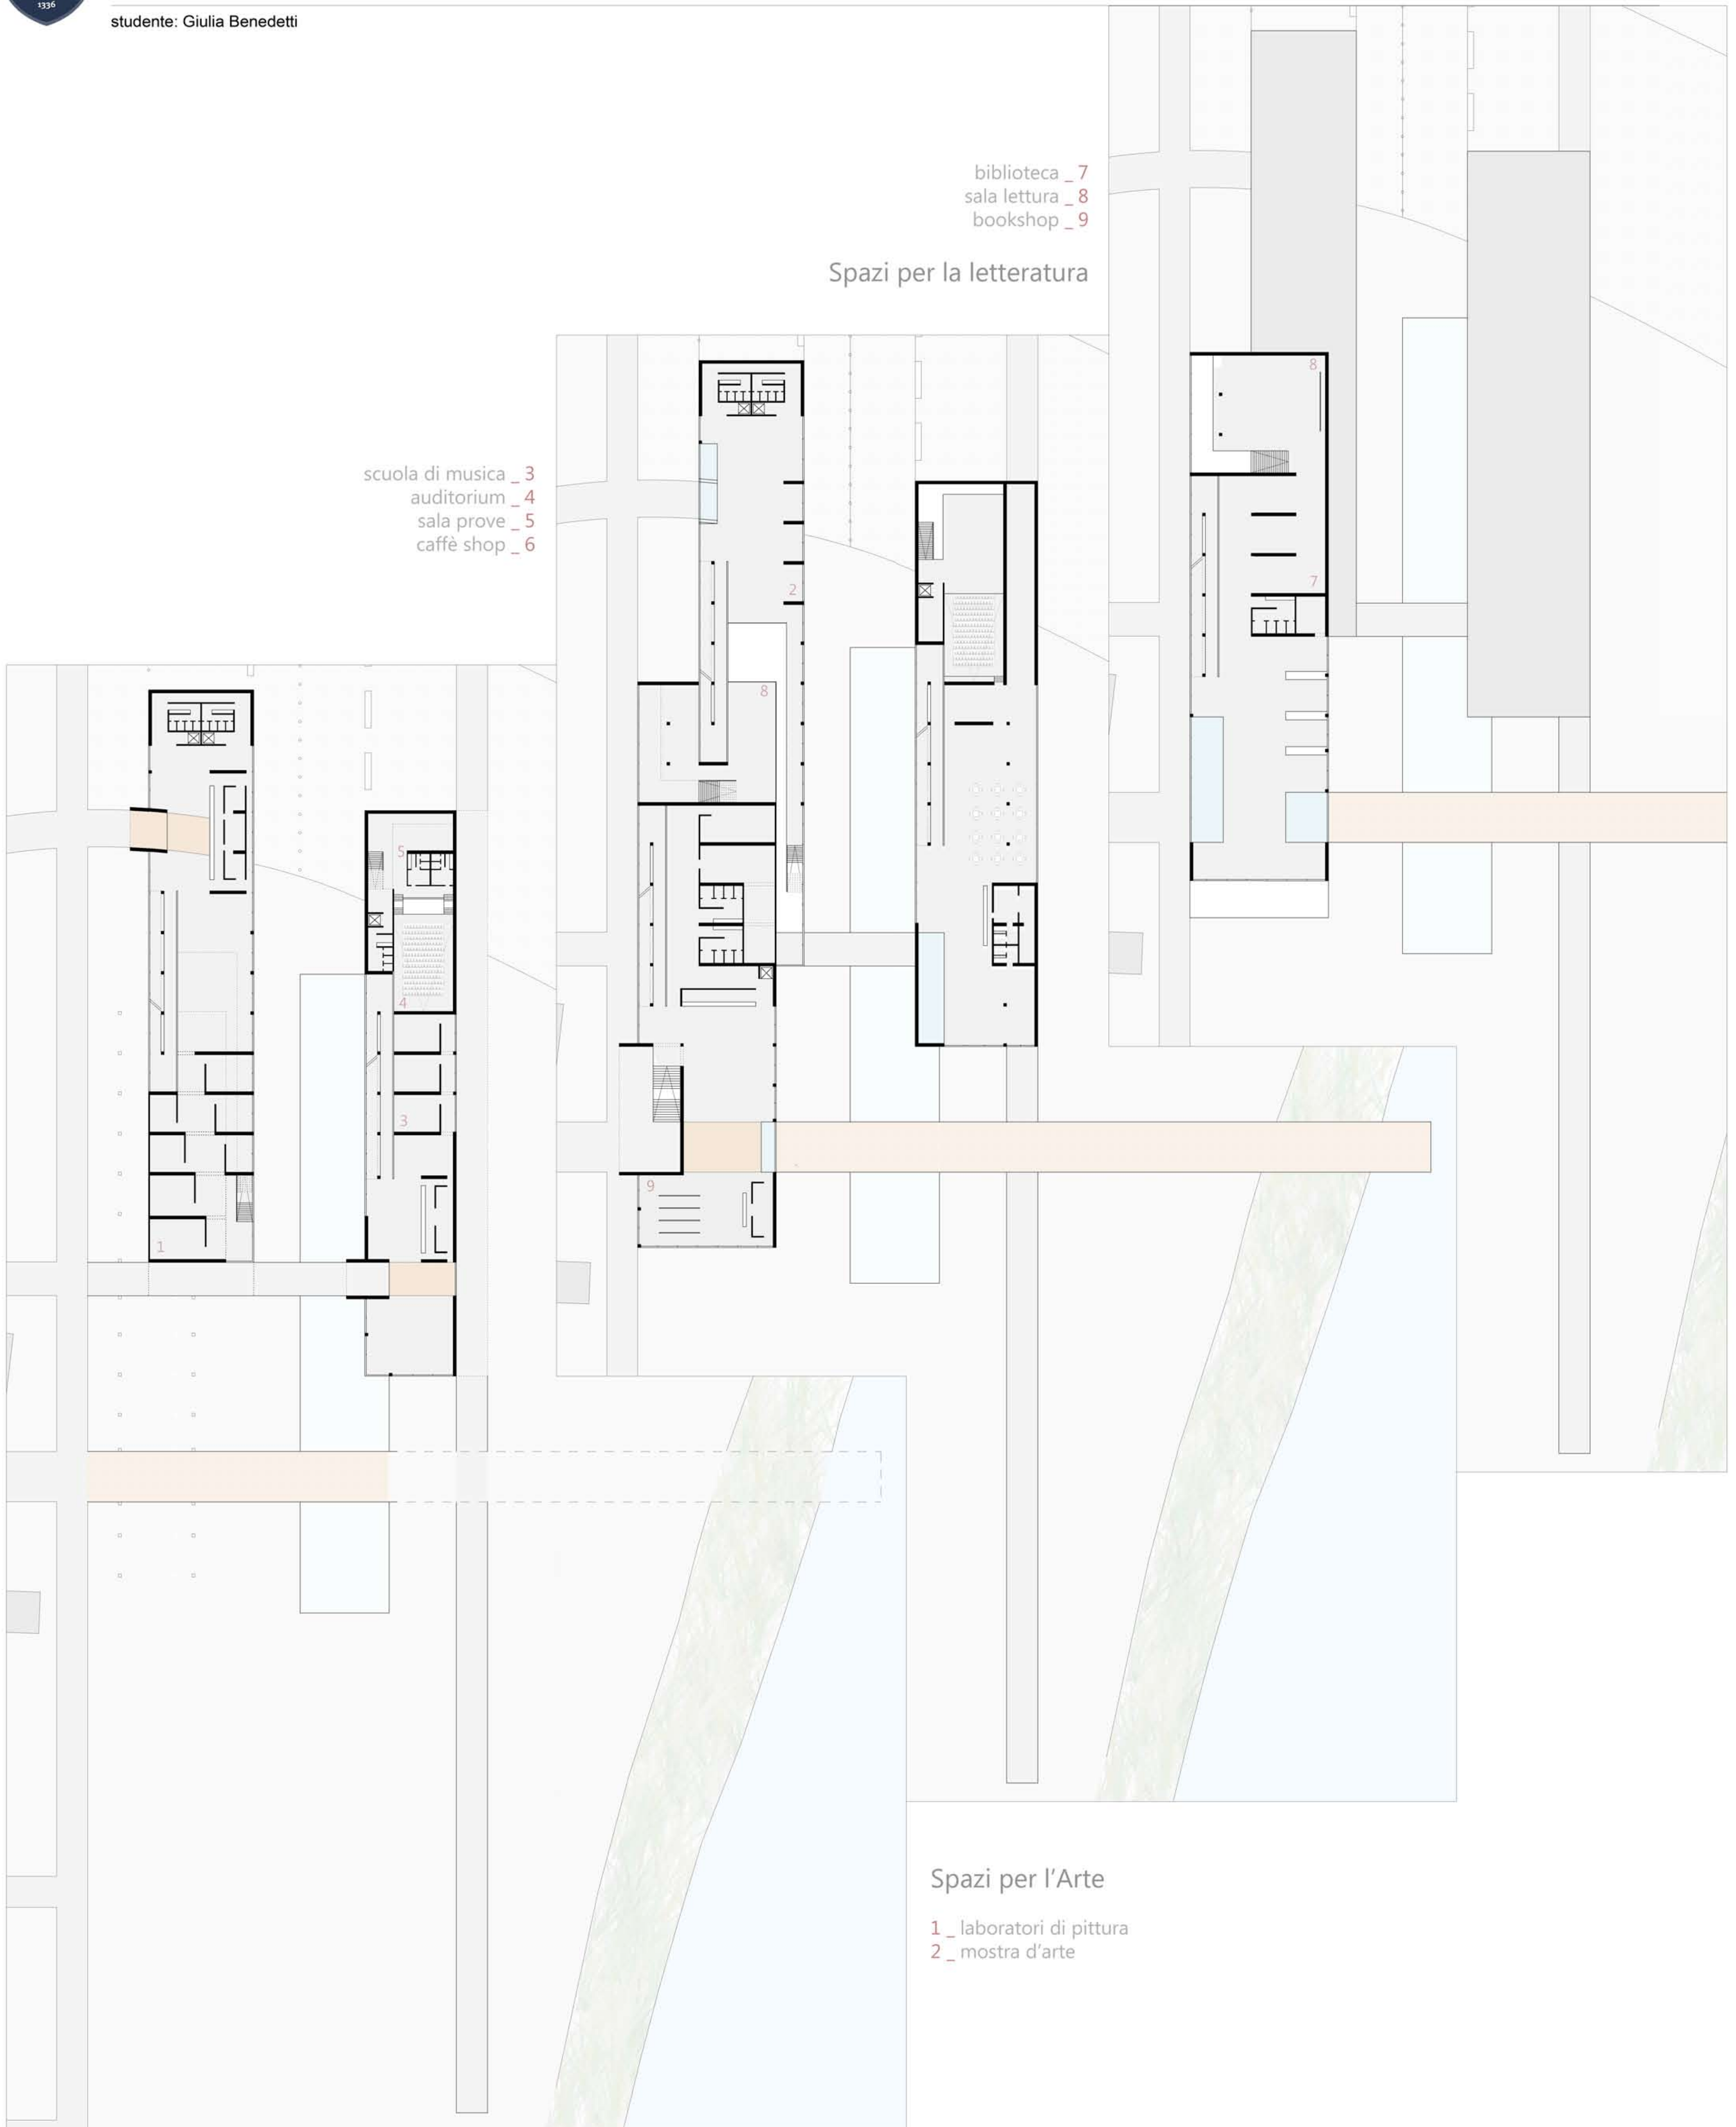 1336
studente: Giulia Benedetti
biblioteca _ 7
sala lettura _ 8
bookshop _ 9
Spazi per la letteratura
scuola di musica _ 3
auditorium _ 4
sala prove _ 5
caffè shop _ 6
8
7
2
8
5
4
3
9
1
Spazi per l'Arte
1 _ laboratori di pittura
2 _ mostra d'arte